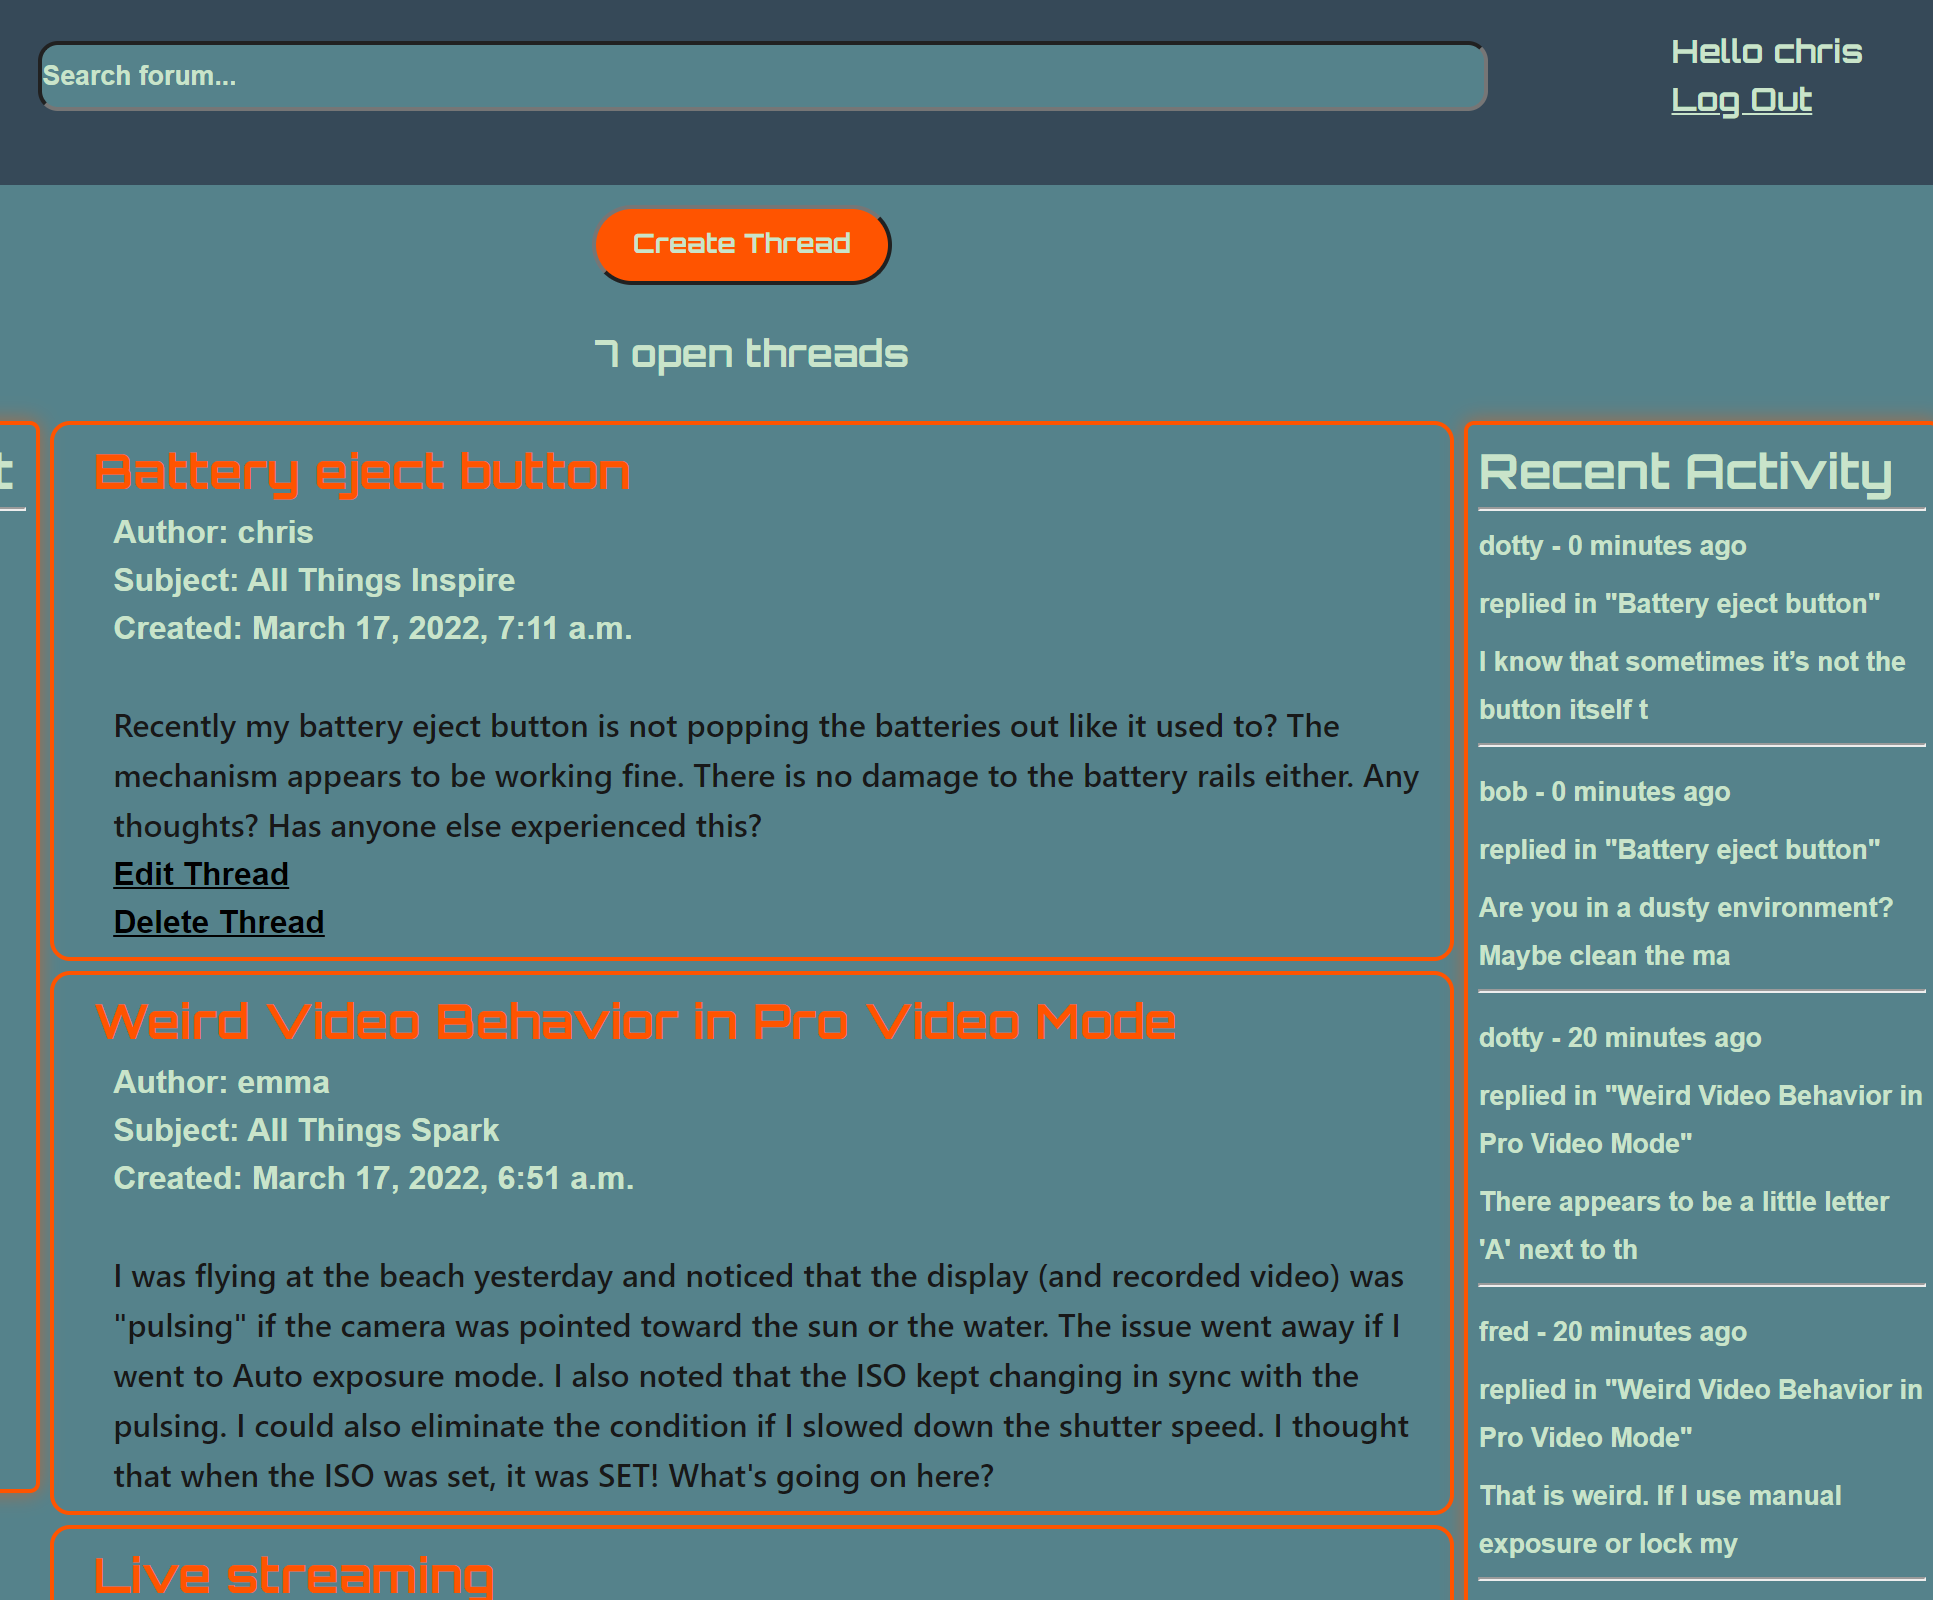 Search forum...
Hello chris
Log Out
Create Thread
7 open threads
t
Battery eject button
Author: chris
Subject: All Things Inspire
Created: March 17, 2022, 7:11 a.m.
Recently my battery eject button is not popping the batteries out like it used to? The
mechanism appears to be working fine. There is no damage to the battery rails either. Any
thoughts? Has anyone else experienced this?
Edit Thread
Delete Thread
Weird Video Behavior in Pro Video Mode
Author: emma
Subject: All Things Spark
Created: March 17, 2022, 6:51 a.m.
I was flying at the beach yesterday and noticed that the display (and recorded video) was
"pulsing" if the camera was pointed toward the sun or the water. The issue went away if I
went to Auto exposure mode. I also noted that the ISO kept changing in sync with the
pulsing. I could also eliminate the condition if I slowed down the shutter speed. I thought
that when the ISO was set, it was SET! What's going on here?
Live streaming
Recent Activity
dotty - 0 minutes ago
replied in "Battery eject button"
I know that sometimes it’s not the
button itself t
bob - 0 minutes ago
replied in "Battery eject button"
Are you in a dusty environment?
Maybe clean the ma
dotty - 20 minutes ago
replied in "Weird Video Behavior in
Pro Video Mode"
There appears to be a little letter
'A' next to th
fred - 20 minutes ago
replied in "Weird Video Behavior in
Pro Video Mode"
That is weird. If I use manual
exposure or lock my